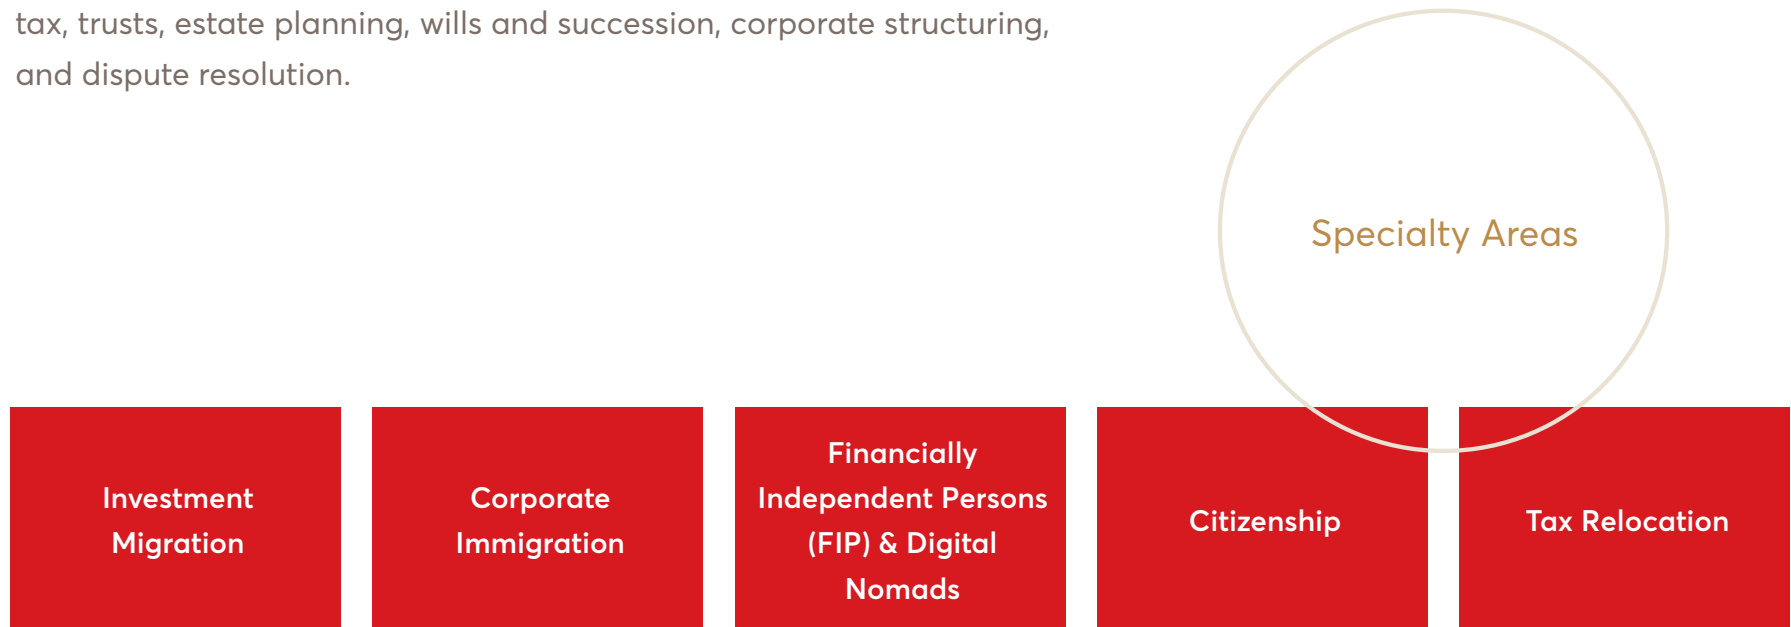 tax, trusts, estate planning, wills and succession, corporate structuring,
and dispute resolution.
Specialty Areas
Investment
Migration
Corporate
Immigration
Financially
Independent Persons
(FIP) & Digital
Nomads
Citizenship
Tax Relocation